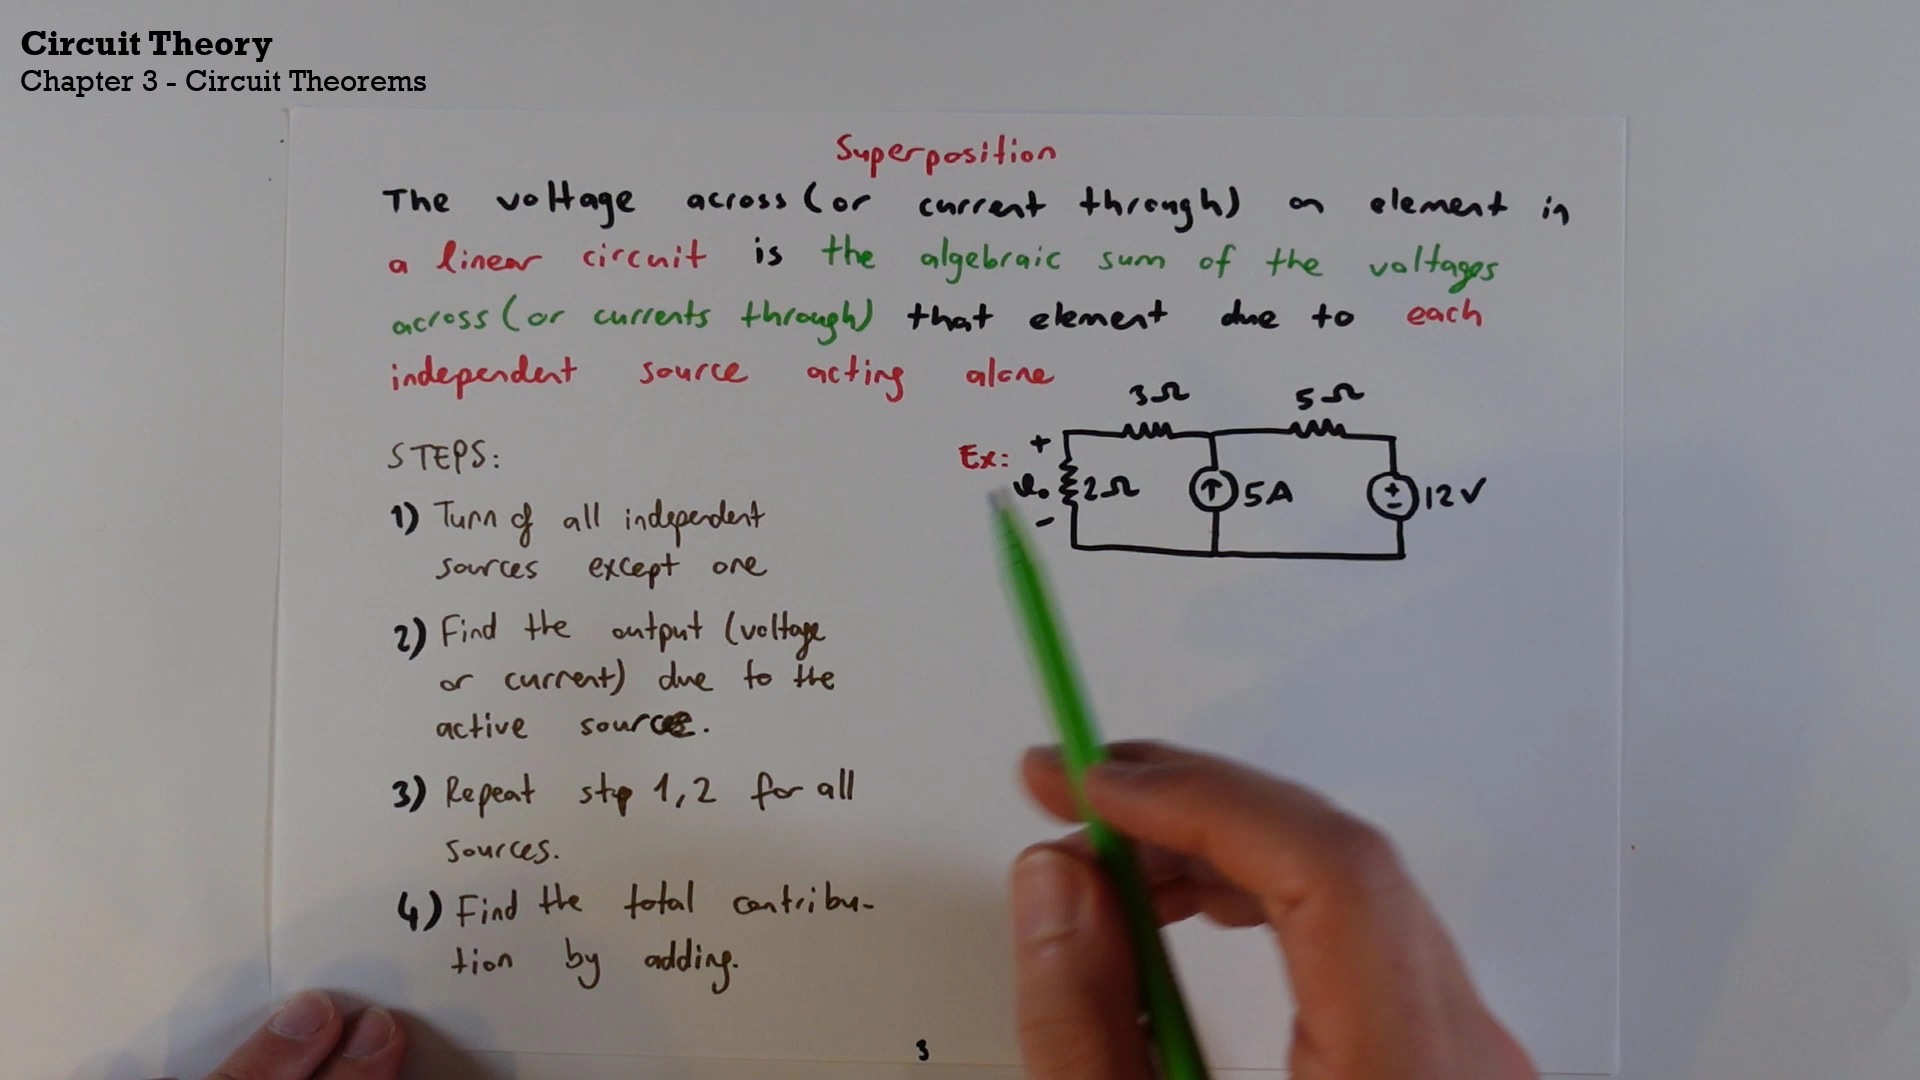 Circuit Theory
Chapter 3 - Circuit Theorems
Superposition
The voltage across (or current through) on element in
a linear circuit is the algebraic sum of the voltages
across (or currents through) that element due to each
independent source acting alone
STEPS:
1) Turn of all independent
sources except one
2) Find the output (voltage
or current) due to the
active source.
3) Repeat step 1,2 for all
sources.
4) Find the total contribu-
tion by adding.
3Ω 5Ω
Ex: + v₀ - 2Ω 5A + - 12V
3